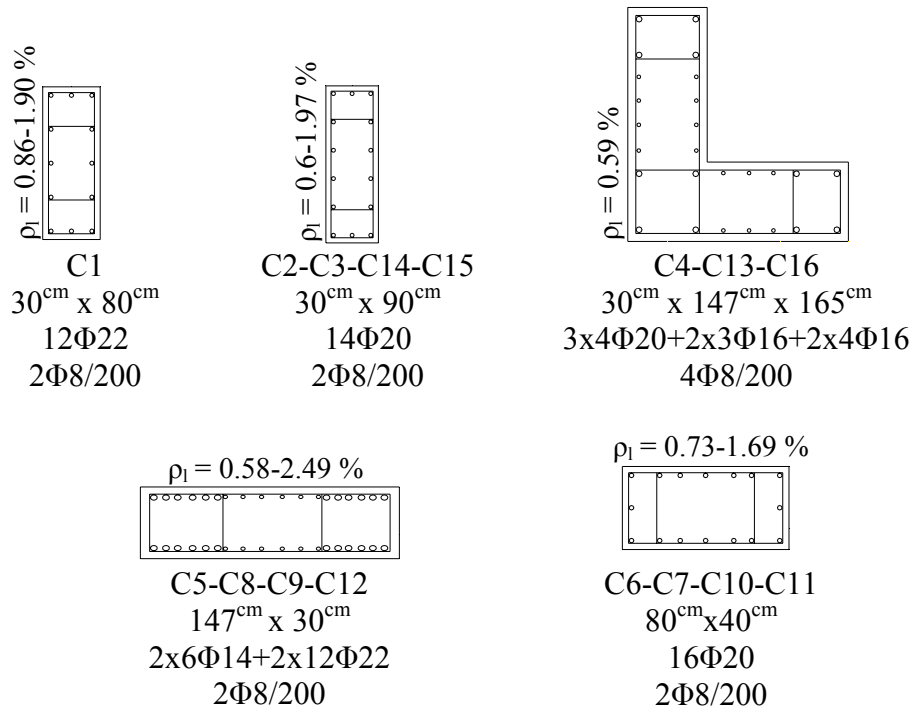 ρl = 0.86-1.90 %
C1
30cm x 80cm
12Φ22
2Φ8/200
ρl = 0.6-1.97 %
C2-C3-C14-C15
30cm x 90cm
14Φ20
2Φ8/200
ρl = 0.59 %
C4-C13-C16
30cm x 147cm x 165cm
3x4Φ20+2x3Φ16+2x4Φ16
4Φ8/200
ρl = 0.58-2.49 %
C5-C8-C9-C12
147cm x 30cm
2x6Φ14+2x12Φ22
2Φ8/200
ρl = 0.73-1.69 %
C6-C7-C10-C11
80cmx40cm
16Φ20
2Φ8/200